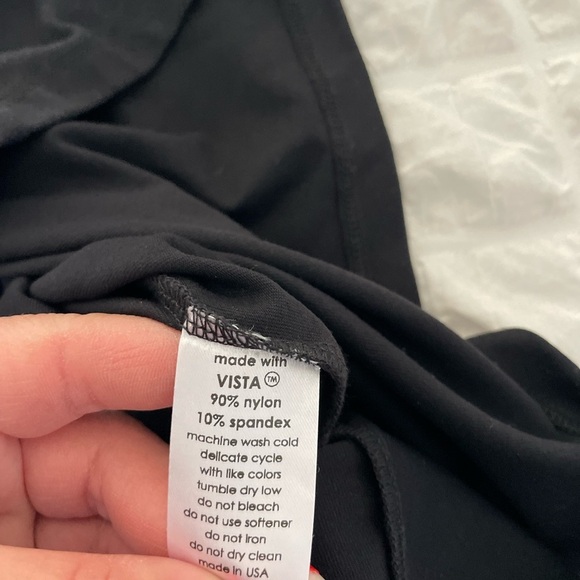 made with
VISTA™
90% nylon
10% spandex
machine wash cold
delicate cycle
with like colors
tumble dry low
do not bleach
do not use softener
do not iron
do not dry clean
made in USA